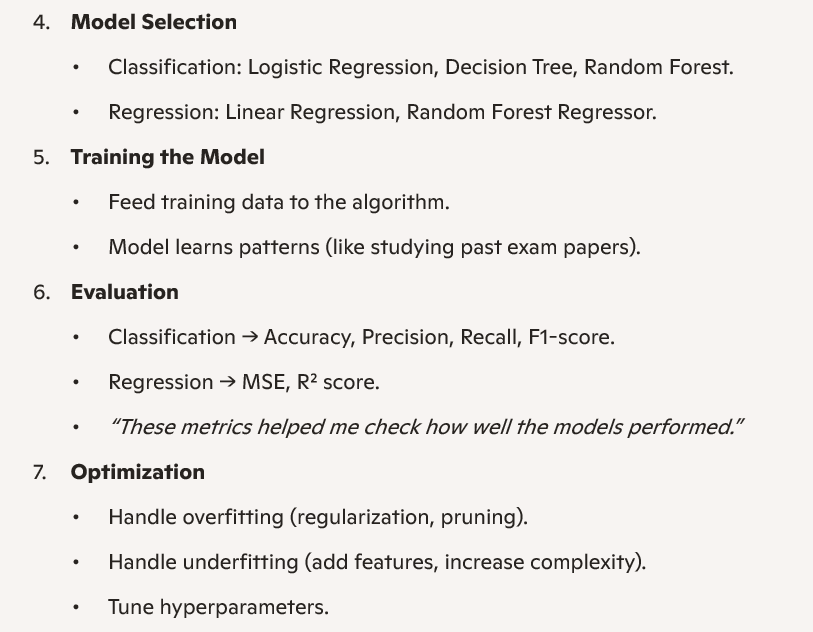 4. Model Selection
• Classification: Logistic Regression, Decision Tree, Random Forest.
• Regression: Linear Regression, Random Forest Regressor.
5. Training the Model
• Feed training data to the algorithm.
• Model learns patterns (like studying past exam papers).
6. Evaluation
• Classification → Accuracy, Precision, Recall, F1-score.
• Regression → MSE, R² score.
• “These metrics helped me check how well the models performed.”
7. Optimization
• Handle overfitting (regularization, pruning).
• Handle underfitting (add features, increase complexity).
• Tune hyperparameters.